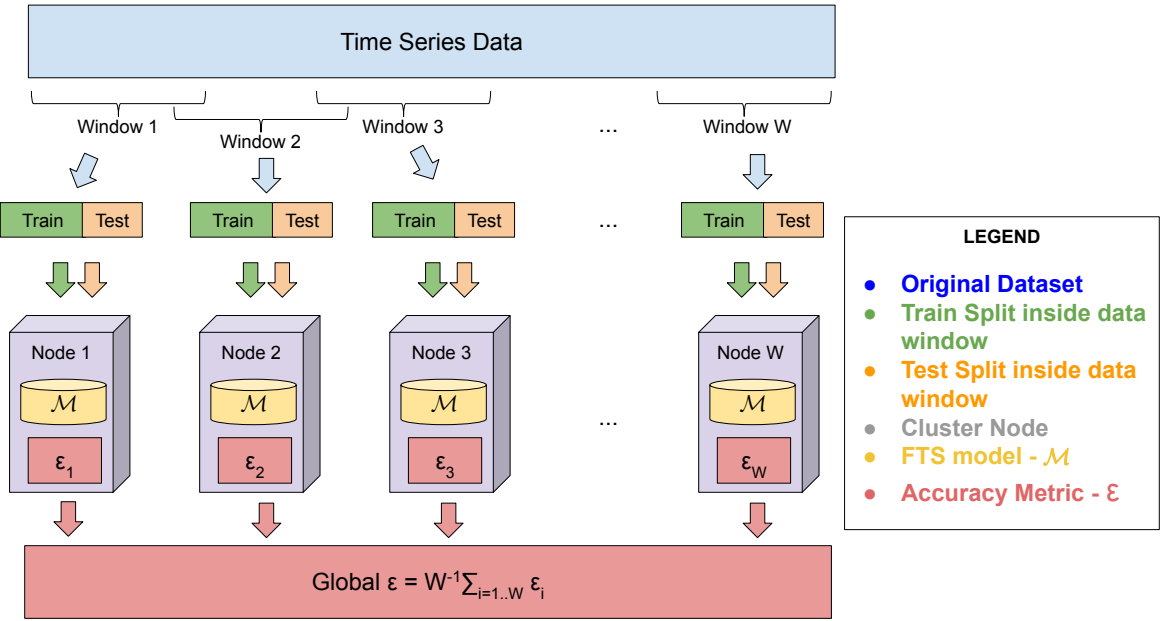 Time Series Data
Window 1
Window 2
Window 3
...
Window W
Train Test
Train Test
Train Test
...
Train Test
LEGEND
● Original Dataset
● Train Split inside data
window
● Test Split inside data
window
● Cluster Node
● FTS model - ℳ
● Accuracy Metric - Ɛ
Node 1
Node 2
Node 3
Node W
ℳ
ℳ
ℳ
...
ℳ
ε₁
ε₂
ε₃
ε_W
Global ε = W⁻¹∑ᵢ₌₁..W εᵢ